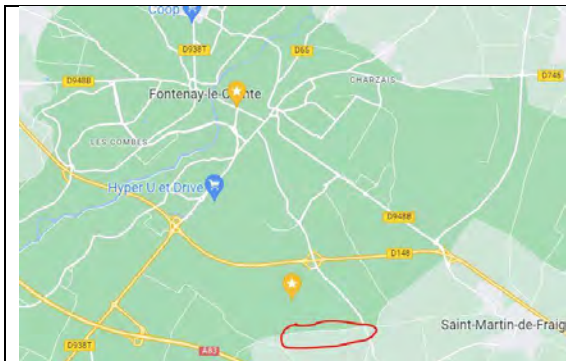 Coop
D938T
D65
D948B
D746
CHARZAIS
Fontenay-le-Comte
LES COMBES
Hyper U et Drive
D948B
D148
Saint-Martin-de-Fraig
D938T
A83